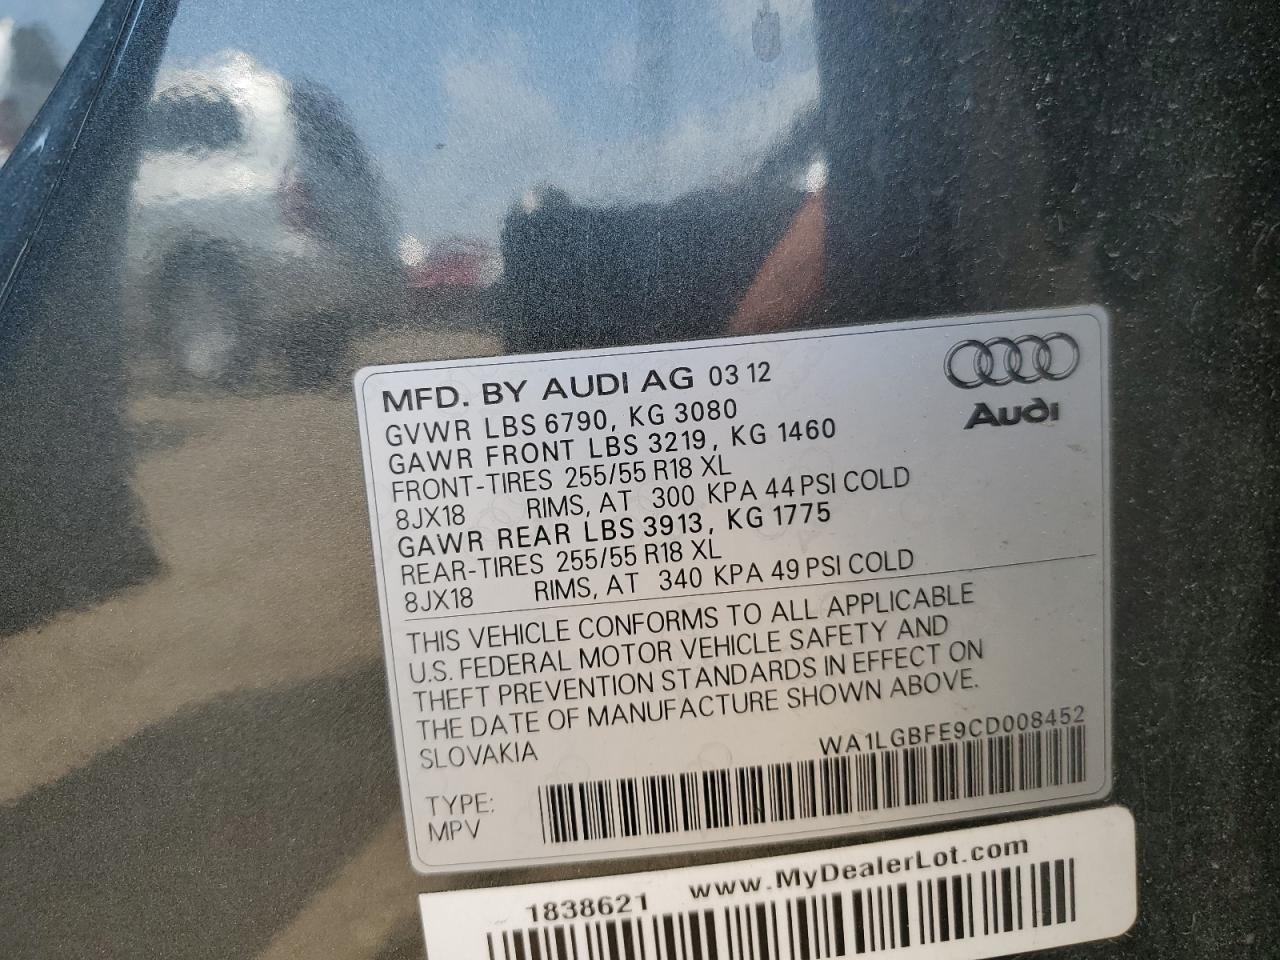 MFD. BY AUDI AG 03 12
Audi
GVWR LBS 6790, KG 3080
GAWR FRONT LBS 3219, KG 1460
FRONT-TIRES 255/55 R18 XL
8JX18 RIMS, AT 300 KPA 44 PSI COLD
GAWR REAR LBS 3913, KG 1775
REAR-TIRES 255/55 R18 XL
8JX18 RIMS, AT 340 KPA 49 PSI COLD
THIS VEHICLE CONFORMS TO ALL APPLICABLE
U.S. FEDERAL MOTOR VEHICLE SAFETY AND
THEFT PREVENTION STANDARDS IN EFFECT ON
THE DATE OF MANUFACTURE SHOWN ABOVE.
SLOVAKIA WA1LGBFE9CD008452
TYPE:
MPV
1838621 www.MyDealerLot.com